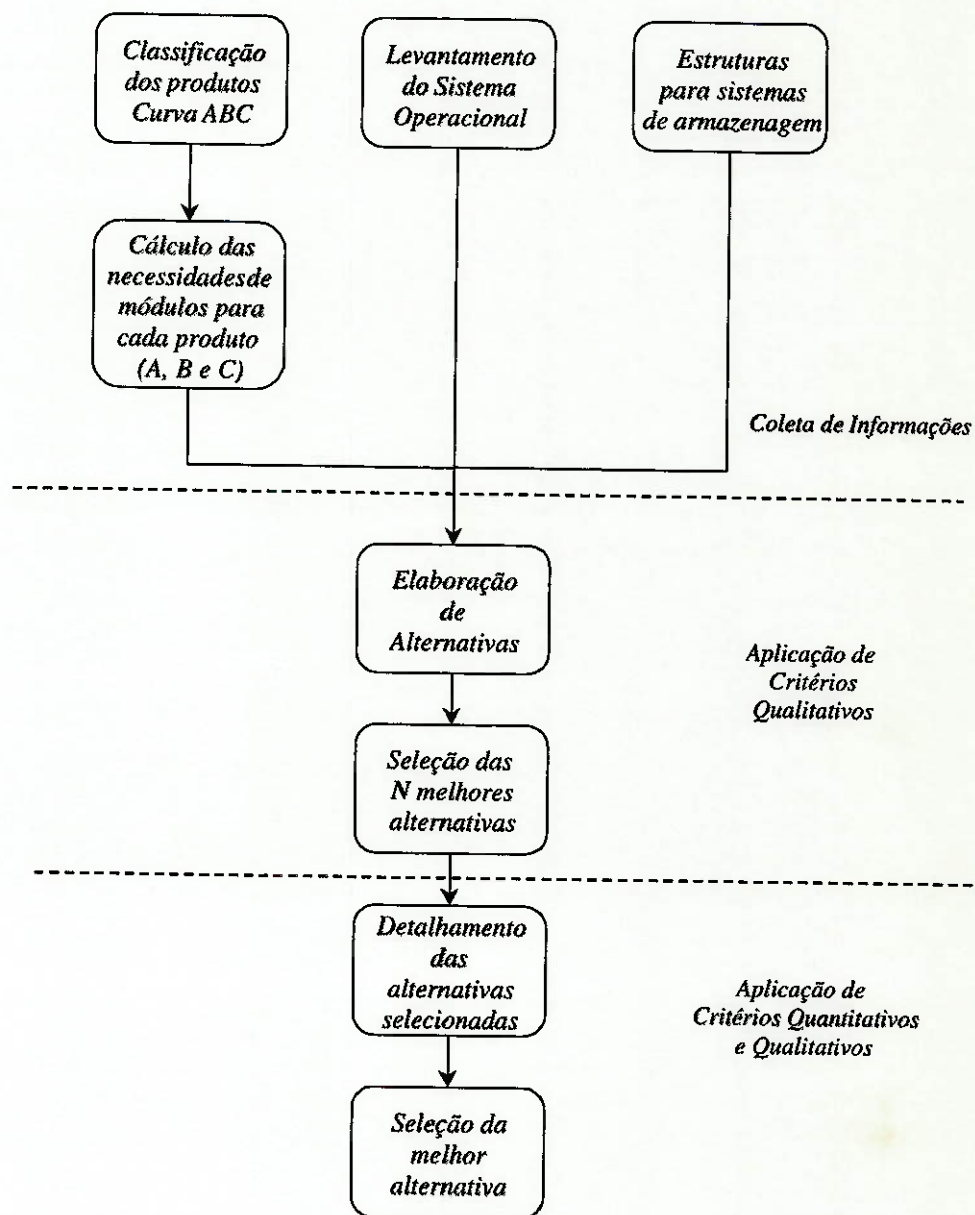 Classificação
dos produtos
Curva ABC
Levantamento
do Sistema
Operacional
Estruturas
para sistemas
de armazenagem
Cálculo das
necessidades de
módulos para
cada produto
(A, B e C)
Coleta de Informações
Elaboração
de
Alternativas
Aplicação de
Critérios
Qualitativos
Seleção das
N melhores
alternativas
Detalhamento
das
alternativas
selecionadas
Aplicação de
Critérios Quantitativos
e Qualitativos
Seleção da
melhor
alternativa